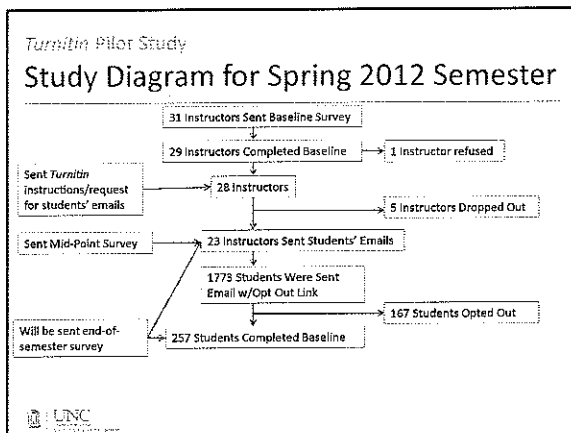 Turnitin Pilot Study
Study Diagram for Spring 2012 Semester
31 Instructors Sent Baseline Survey
29 Instructors Completed Baseline
1 Instructor refused
Sent Turnitin
instructions/request
for students' emails
28 Instructors
5 Instructors Dropped Out
Sent Mid-Point Survey
23 Instructors Sent Students' Emails
1773 Students Were Sent
Email w/Opt Out Link
167 Students Opted Out
Will be sent end-of-
semester survey
257 Students Completed Baseline
UNC